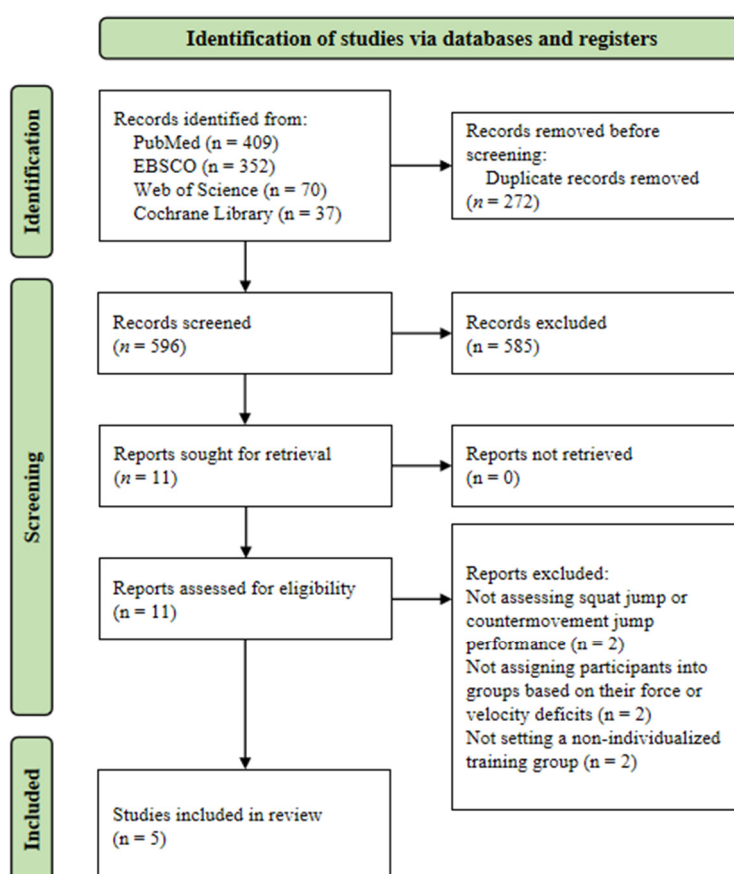 Identification of studies via databases and registers
Identification
Records identified from:
PubMed (n = 409)
EBSCO (n = 352)
Web of Science (n = 70)
Cochrane Library (n = 37)
Records removed before
screening:
Duplicate records removed
(n = 272)
Screening
Records screened
(n = 596)
Records excluded
(n = 585)
Reports sought for retrieval
(n = 11)
Reports not retrieved
(n = 0)
Reports assessed for eligibility
(n = 11)
Reports excluded:
Not assessing squat jump or
countermovement jump
performance (n = 2)
Not assigning participants into
groups based on their force or
velocity deficits (n = 2)
Not setting a non-individualized
training group (n = 2)
Included
Studies included in review
(n = 5)